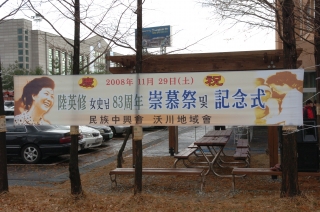 慶 祝
2008年 11月 29日(土)
陸英修 女史님 83周年 崇慕祭 및 記念式
民族中興會 沃川地域會